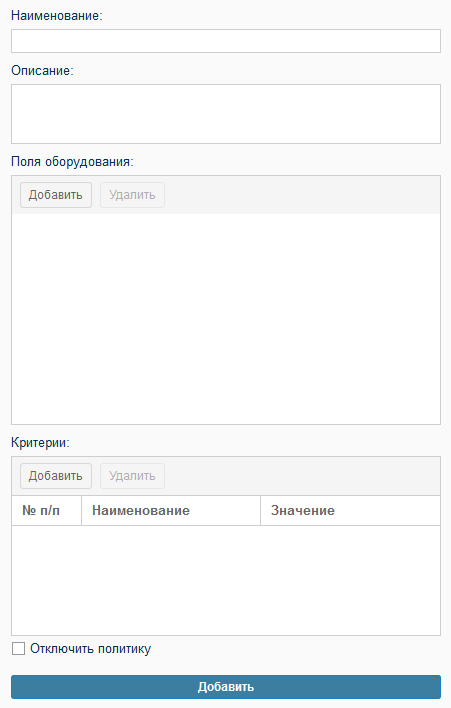 Наименование:
Описание:
Поля оборудования:
Добавить Удалить
Критерии:
Добавить Удалить
№ п/п Наименование Значение
Отключить политику
Добавить